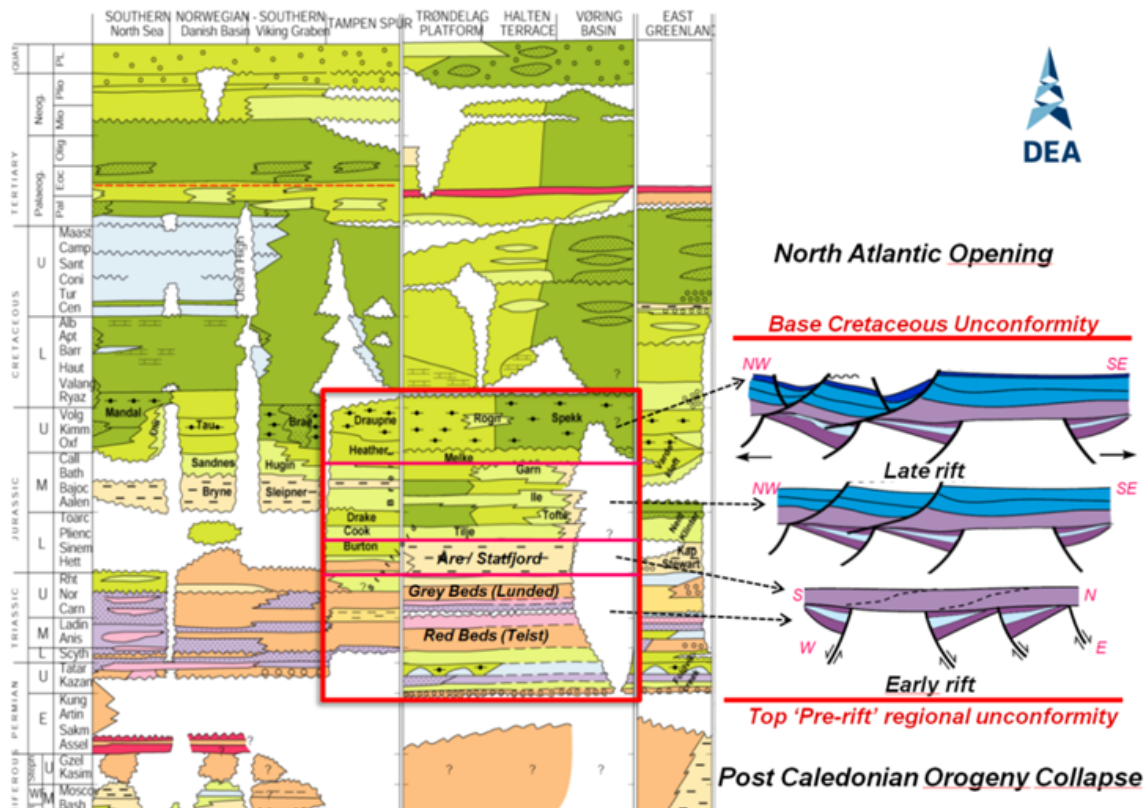 SOUTHERN North Sea
NORWEGIAN - SOUTHERN
Danish Basin Viking Graben
TAMPEN SPUR
TRØNDELAG PLATFORM
HALTEN TERRACE
VØRING BASIN
EAST GREENLAND
QUAT
TERTIARY
CRETACEOUS
JURASSIC
TRIASSIC
PERMIAN
IFEROUS
Neog.
Palaeog.
U
L
U
M
L
U
M
L
U
E
Steph
U
M
PL
Plio
Mio
Olig
Eoc
Pal
Maast
Camp
Sant
Coni
Tur
Cen
Alb
Apt
Barr
Haut
Valang
Ryaz
Volg
Kimm
Oxf
Call
Bath
Bajoc
Aalen
Toarc
Plienc
Sinem
Hett
Rht
Nor
Carn
Ladin
Anis
Scyth
Tatar
Kazan
Kung
Artin
Sakm
Assel
Gzel
Kasim
Mosco
Bash
Utsira High
Mandal
Tau
Brae
Draupne
Rogn
Spekk
Heather
Melke
Sandnes
Hugin
Garn
Bryne
Sleipner
Ile
Tofte
Drake
Cook
Tilje
Burton
Åre / Statfjord
Kap
Stewart
Grey Beds (Lunded)
Red Beds (Teist)
?
?
?
?
?
?
?
?
?
DEA
North Atlantic Opening
Base Cretaceous Unconformity
NW
SE
Late rift
NW
SE
S
N
W
E
Early rift
Top 'Pre-rift' regional unconformity
Post Caledonian Orogeny Collapse